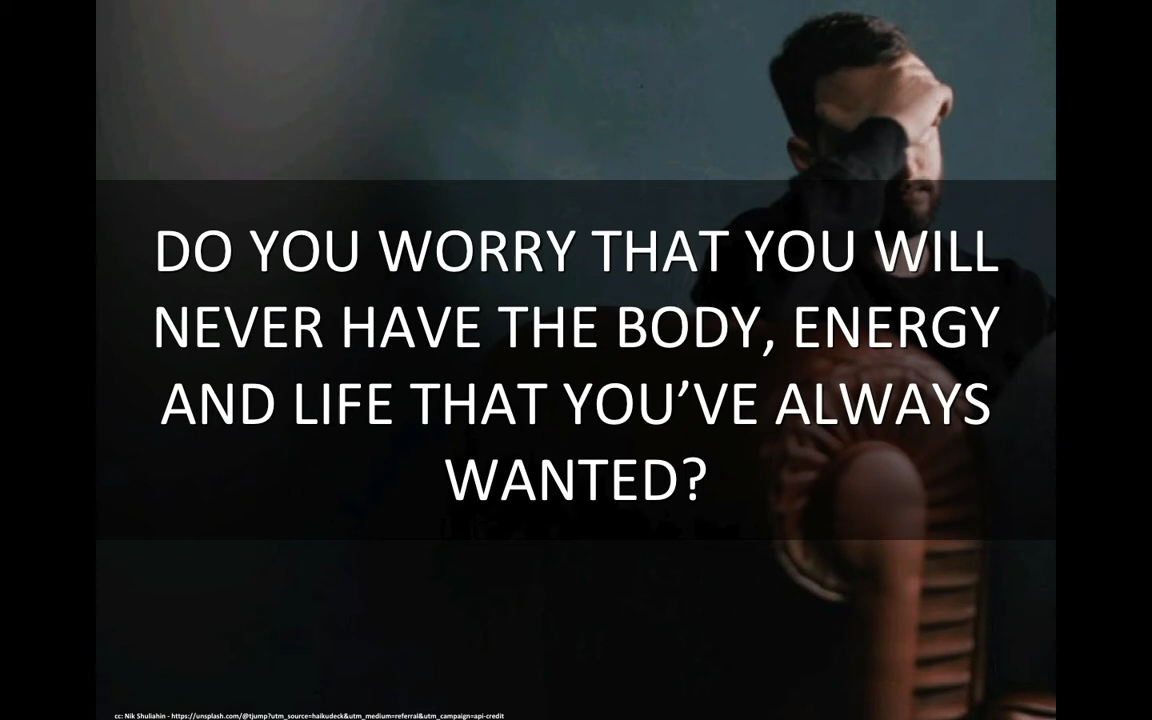 DO YOU WORRY THAT YOU WILL
NEVER HAVE THE BODY, ENERGY
AND LIFE THAT YOU’VE ALWAYS
WANTED?
cc: Nik Shuliahin - https://unsplash.com/@tjump?utm_source=haikudeck&utm_medium=referral&utm_campaign=api-credit